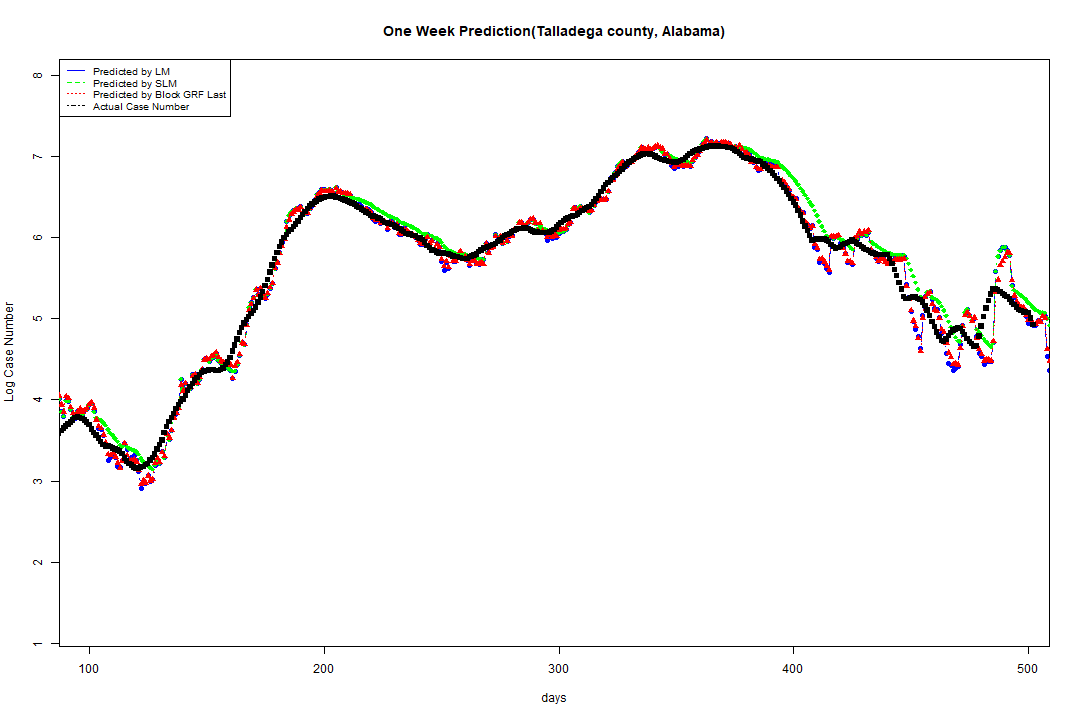 One Week Prediction(Talladega county, Alabama)
Predicted by LM
Predicted by SLM
Predicted by Block GRF Last
Actual Case Number
8
7
6
5
4
3
2
1
Log Case Number
100 200 300 400 500
days